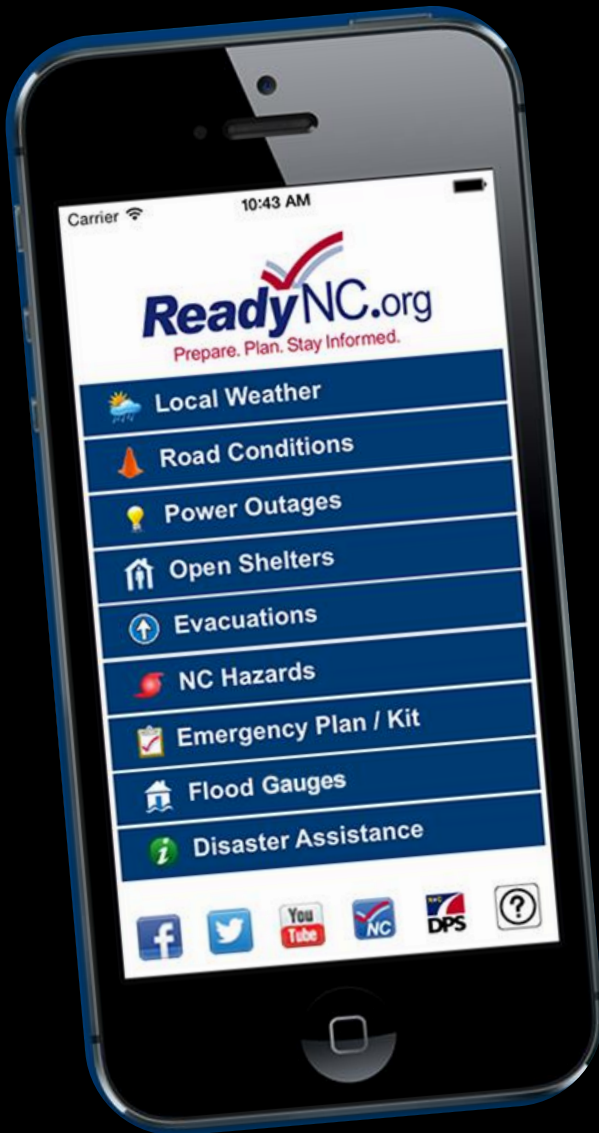 Carrier 10:43 AM
ReadyNC.org
Prepare. Plan. Stay Informed.
Local Weather
Road Conditions
Power Outages
Open Shelters
Evacuations
NC Hazards
Emergency Plan / Kit
Flood Gauges
i Disaster Assistance
f You Tube NC DPS ?